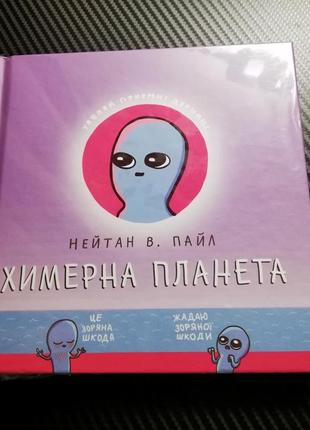 НЕЙТАН В. ПАЙЛ
ХИМЕРНА ПЛАНЕТА
ЦЕ
ЗОРЯНА
ШКОДА
ЖАДАЮ
ЗОРЯНОЇ
ШКОДИ